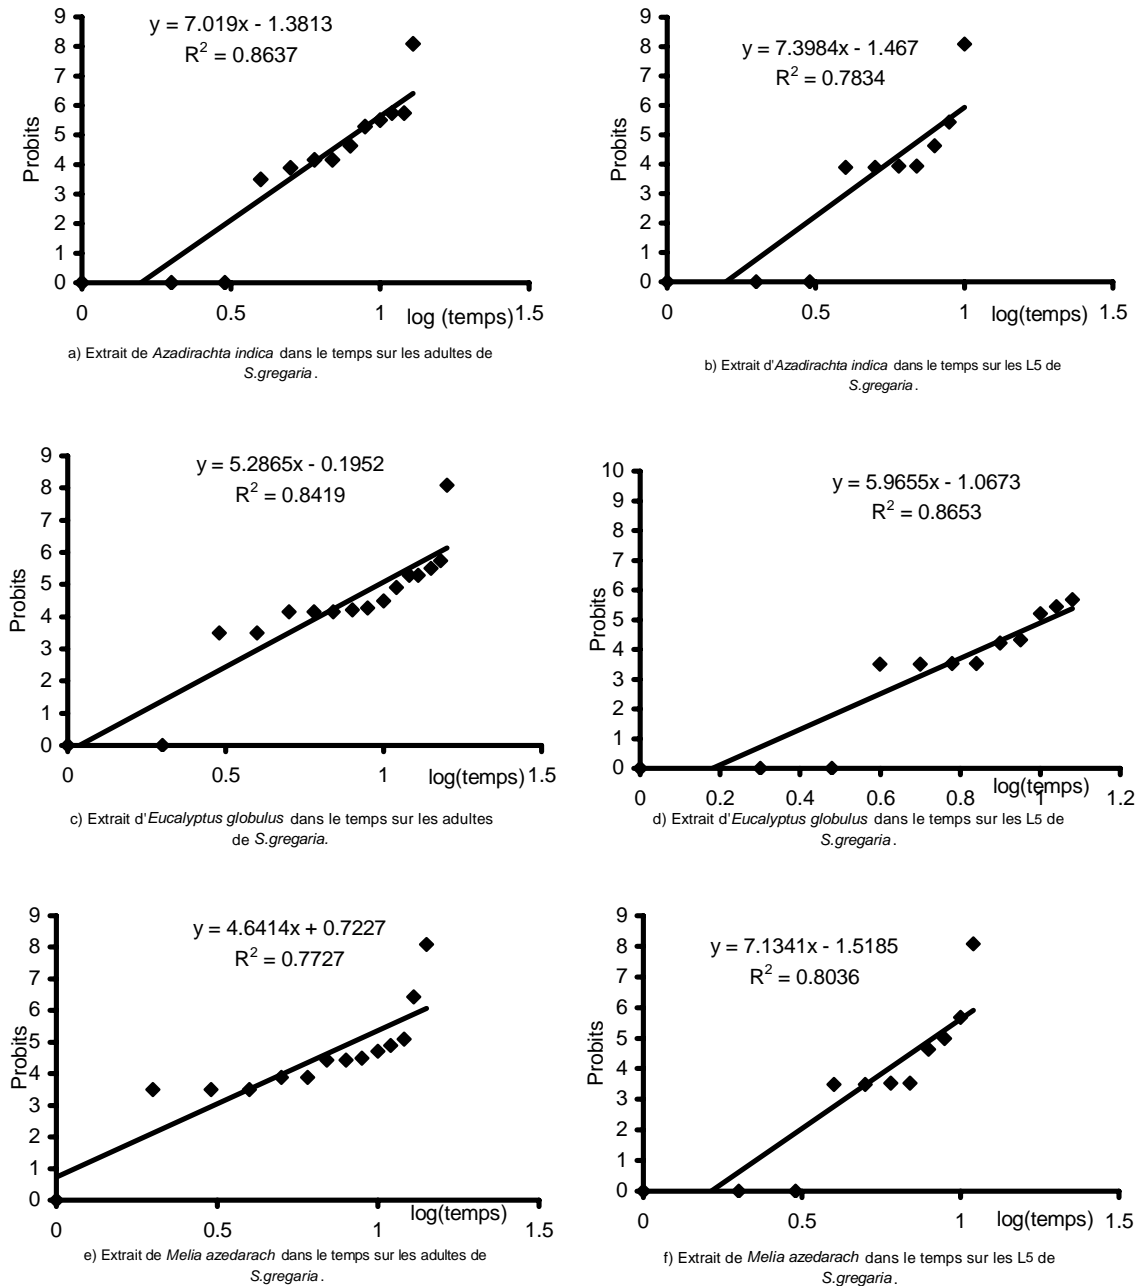 y = 7.019x - 1.3813
R² = 0.8637
9
8
7
6
5
4
3
2
1
0
Probits
0 0.5 1 1.5
log (temps)
a) Extrait de Azadirachta indica dans le temps sur les adultes de
S.gregaria.
y = 7.3984x - 1.467
R² = 0.7834
9
8
7
6
5
4
3
2
1
0
Probits
0 0.5 1 1.5
log(temps)
b) Extrait d'Azadirachta indica dans le temps sur les L5 de
S.gregaria.
y = 5.2865x - 0.1952
R² = 0.8419
9
8
7
6
5
4
3
2
1
0
Probits
0 0.5 1 1.5
log(temps)
c) Extrait d'Eucalyptus globulus dans le temps sur les adultes
de S.gregaria.
y = 5.9655x - 1.0673
R² = 0.8653
10
9
8
7
6
5
4
3
2
1
0
Probits
0 0.2 0.4 0.6 0.8 1 1.2
log(temps)
d) Extrait d'Eucalyptus globulus dans le temps sur les L5 de
S.gregaria.
y = 4.6414x + 0.7227
R² = 0.7727
9
8
7
6
5
4
3
2
1
0
Probits
0 0.5 1 1.5
log(temps)
e) Extrait de Melia azedarach dans le temps sur les adultes de
S.gregaria.
y = 7.1341x - 1.5185
R² = 0.8036
9
8
7
6
5
4
3
2
1
0
Probits
0 0.5 1 1.5
log(temps)
f) Extrait de Melia azedarach dans le temps sur les L5 de
S.gregaria.